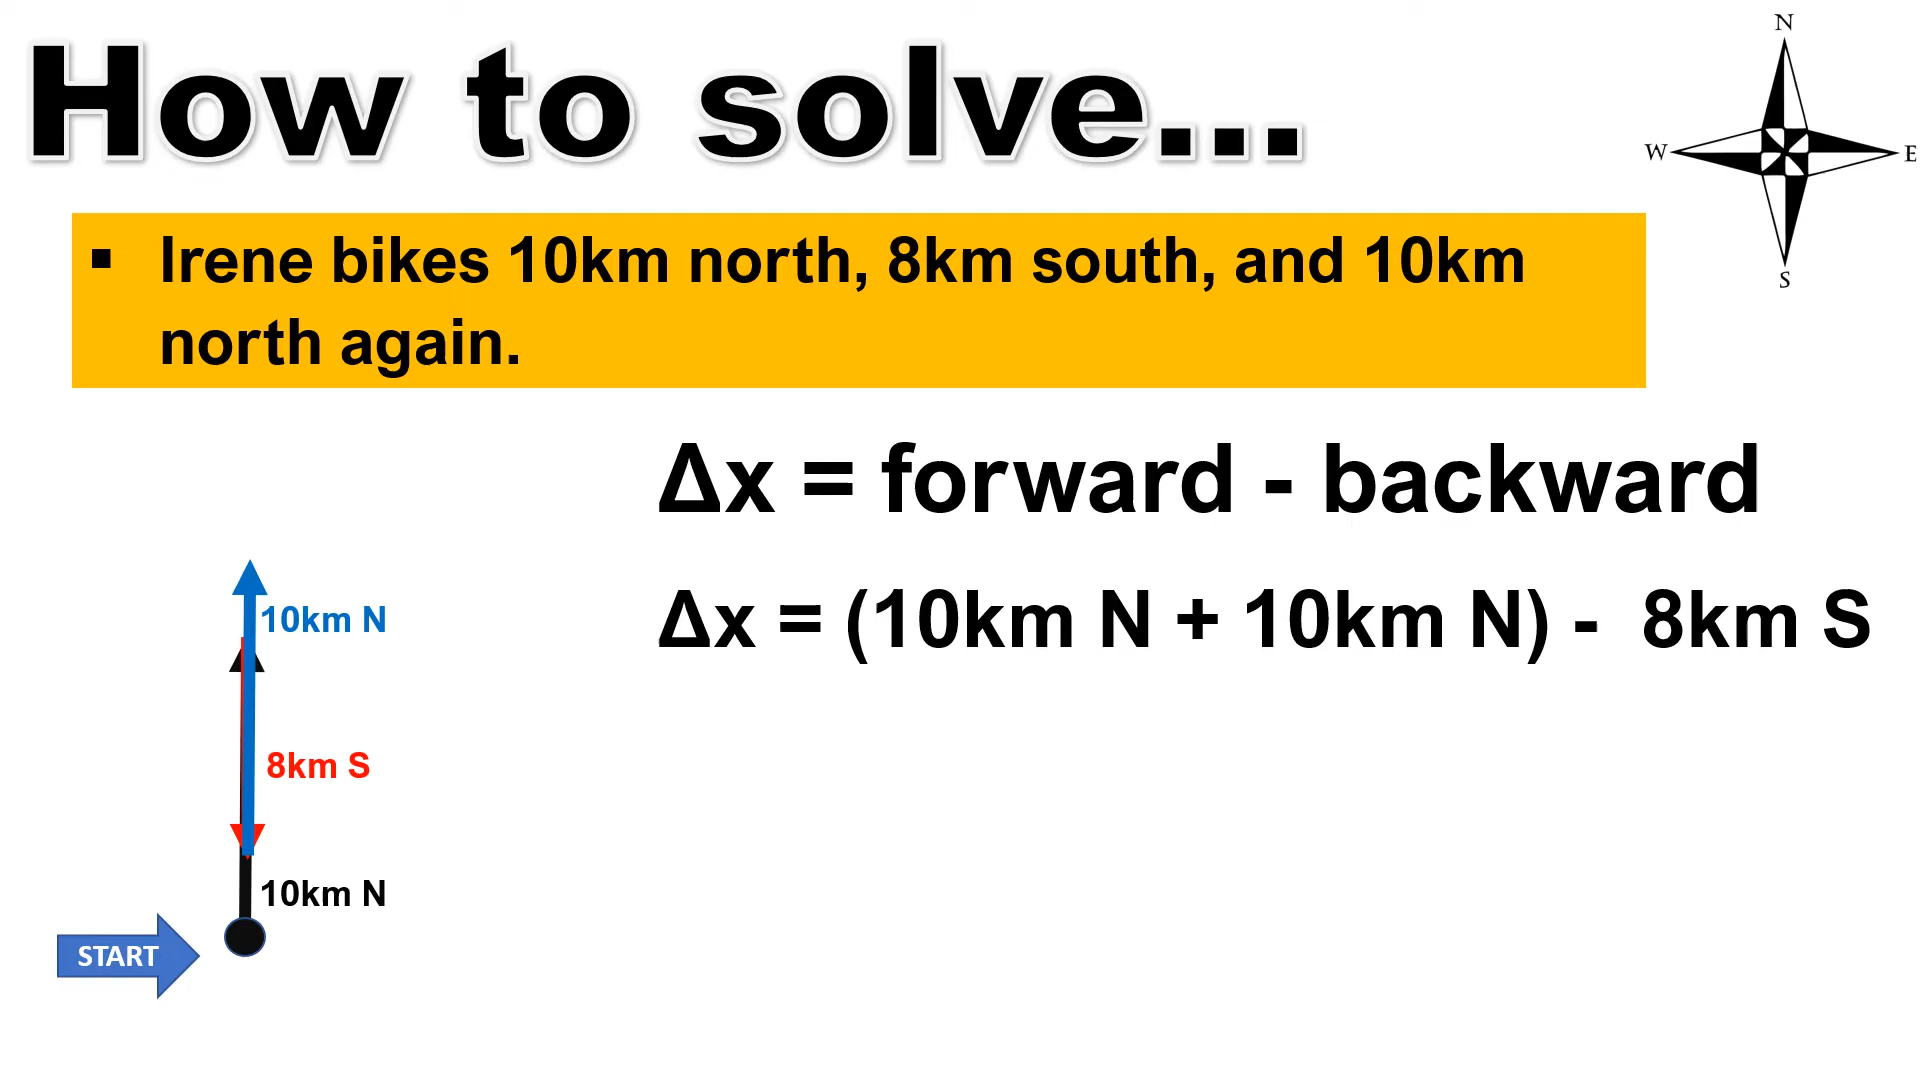 How to solve...
N
W
E
S
▪ Irene bikes 10km north, 8km south, and 10km
north again.
Δx = forward - backward
Δx = (10km N + 10km N) - 8km S
10km N
8km S
10km N
START